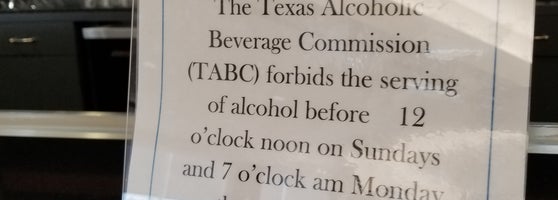 The Texas Alcoholic
Beverage Commission
(TABC) forbids the serving
of alcohol before 12
o'clock noon on Sundays
and 7 o'clock am Monday